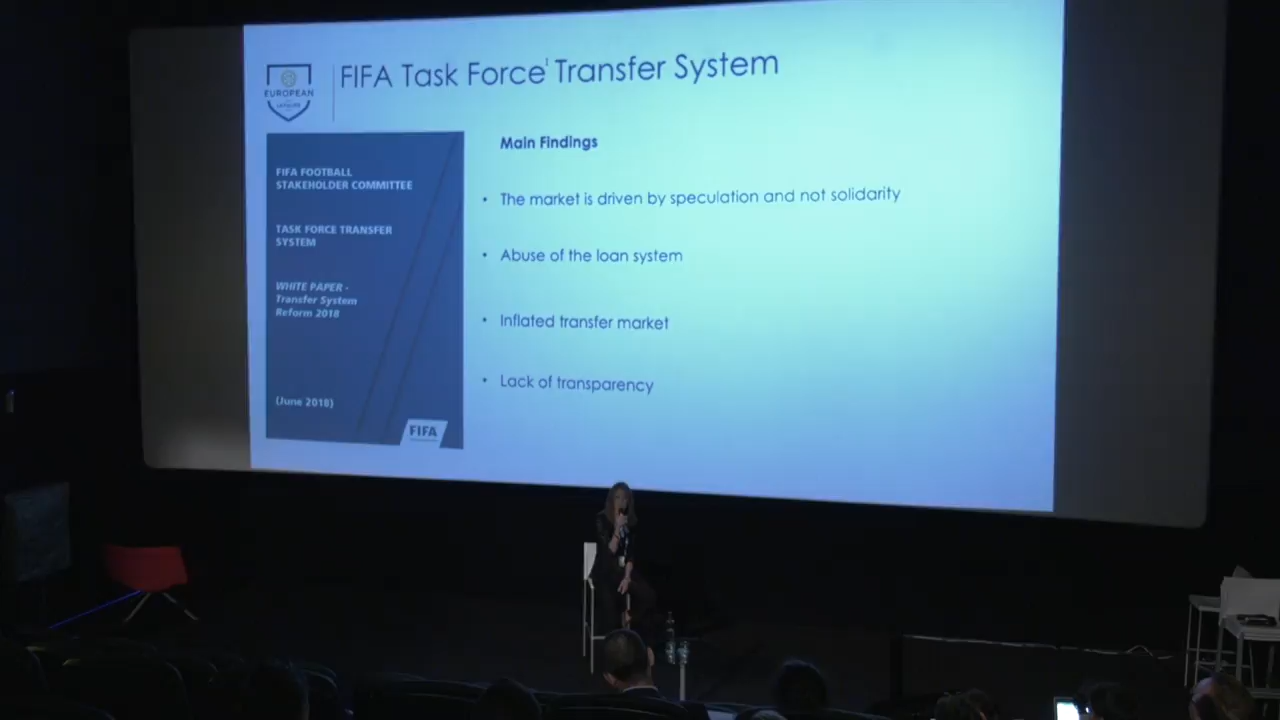 FIFA Task Force' Transfer System
EUROPEAN
LEAGUES
FIFA FOOTBALL
STAKEHOLDER COMMITTEE
TASK FORCE TRANSFER
SYSTEM
WHITE PAPER -
Transfer System
Reform 2018
(June 2018)
FIFA
Main Findings
• The market is driven by speculation and not solidarity
• Abuse of the loan system
• Inflated transfer market
• Lack of transparency